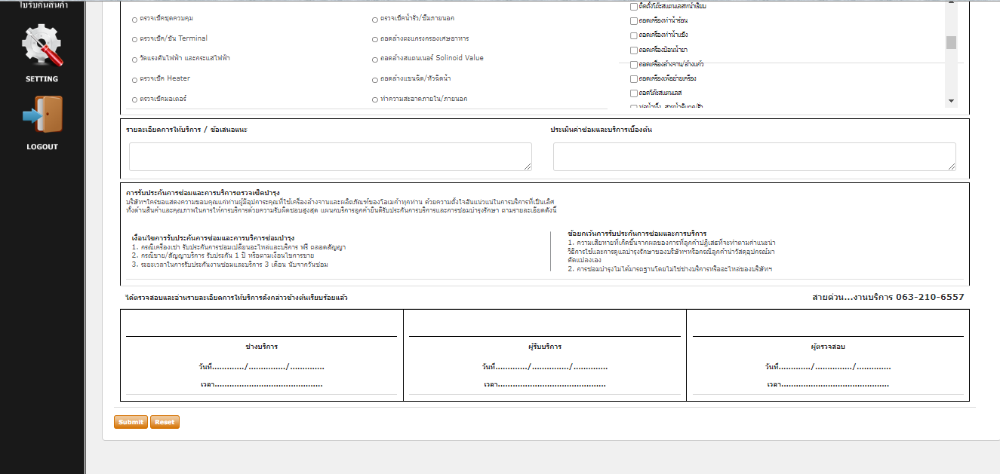 ใบรับคืนสินค้า
SETTING
LOGOUT
ตรวจเช็คชุดควบคุม
ตรวจเช็ค/ขัน Terminal
วัดแรงดันไฟฟ้า และกระแสไฟฟ้า
ตรวจเช็ค Heater
ตรวจเช็คมอเตอร์
ตรวจเช็คน้ำรั่ว/ซึมภายนอก
ถอดล้างตะแกรงกรองเศษอาหาร
ถอดล้างสแตนเนอร์ Solinoid Value
ถอดล้างแขนฉีด/หัวฉีดน้ำ
ทำความสะอาดภายใน/ภายนอก
ติดตั้งโต๊ะสแตนเลสหน้าเรียบ
ถอดเครื่องทำน้ำร้อน
ถอดเครื่องทำน้ำแข็ง
ถอดเครื่องป้อนน้ำยา
ถอดเครื่องล้างจาน/ล้างแก้ว
ถอดเครื่องเพื่อย้ายเครื่อง
ถอดโต๊ะสแตนเลส
รายละเอียดการให้บริการ / ข้อเสนอแนะ
ประเมินค่าซ่อมและบริการเบื้องต้น
การรับประกันการซ่อมและการบริการตรวจเช็คบำรุง
บริษัทฯใคร่ขอแสดงความขอบคุณแก่ท่านผู้มีอุปการะคุณที่ใช้เครื่องล้างจานและผลิตภัณฑ์ของโอเมก้าทุกท่าน ด้วยความตั้งใจอันแน่วแน่ในการบริการที่เป็นเลิศ
ทั้งด้านสินค้าและคุณภาพในการให้การบริการด้วยความรับผิดชอบสูงสุด แผนกบริการลูกค้ายินดีรับประกันการบริการและการซ่อมบำรุงรักษา ตามรายละเอียดดังนี้
เงื่อนไขการรับประกันการซ่อมและการบริการซ่อมบำรุง
1. กรณีเครื่องเช่า รับประกันการซ่อมเปลี่ยนอะไหล่และบริการ ฟรี ตลอดสัญญา
2. กรณีขาย/สัญญาบริการ รับประกัน 1 ปี หรือตามเงื่อนไขการขาย
3. ระยะเวลาในการรับประกันงานซ่อมและบริการ 3 เดือน นับจากวันซ่อม
ข้อยกเว้นการรับประกันการซ่อมและการบริการ
1. ความเสียหายที่เกิดขึ้นจากผลของการที่ลูกค้าปฏิเสธที่จะทำตามคำแนะนำ
วิธีการใช้และการดูแลบำรุงรักษาของบริษัทฯหรือกรณีลูกค้านำวัสดุอุปกรณ์มา
ดัดแปลงเอง
2. การซ่อมบำรุงไม่ได้มาตรฐานโดยไม่ใช้ช่างบริการหรืออะไหล่ของบริษัทฯ
ได้ตรวจสอบและอ่านรายละเอียดการให้บริการดังกล่าวข้างต้นเรียบร้อยแล้ว
สายด่วน...งานบริการ 063-210-6557
ช่างบริการ
วันที่............./.............../..............
เวลา............................................
ผู้รับบริการ
วันที่............./.............../..............
เวลา............................................
ผู้ตรวจสอบ
วันที่............./.............../..............
เวลา............................................
Submit
Reset